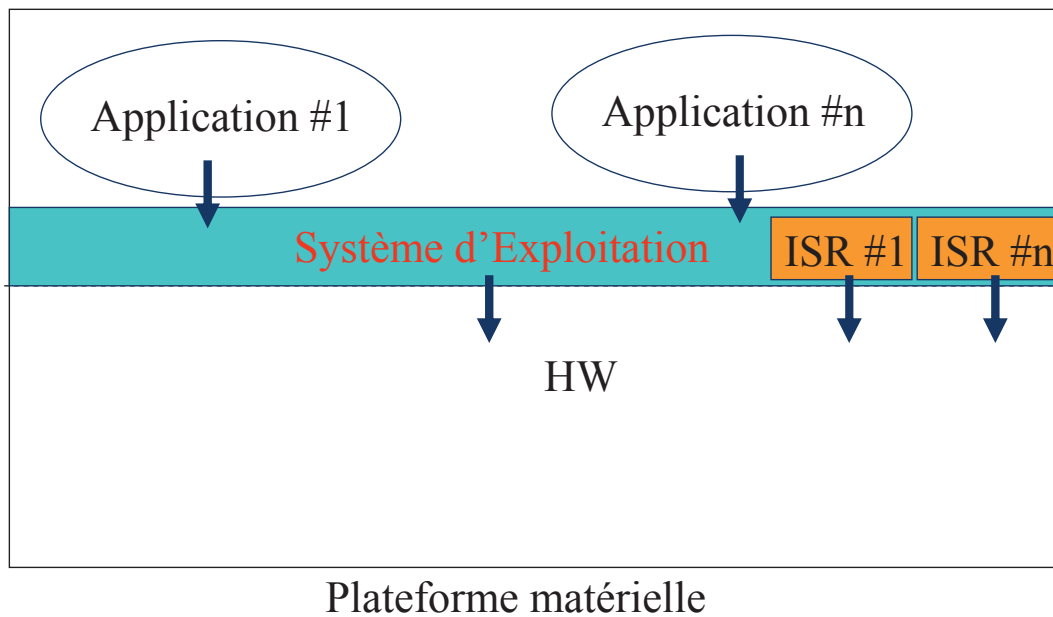 Application #1
Application #n
Système d’Exploitation
ISR #1
ISR #n
HW
Plateforme matérielle